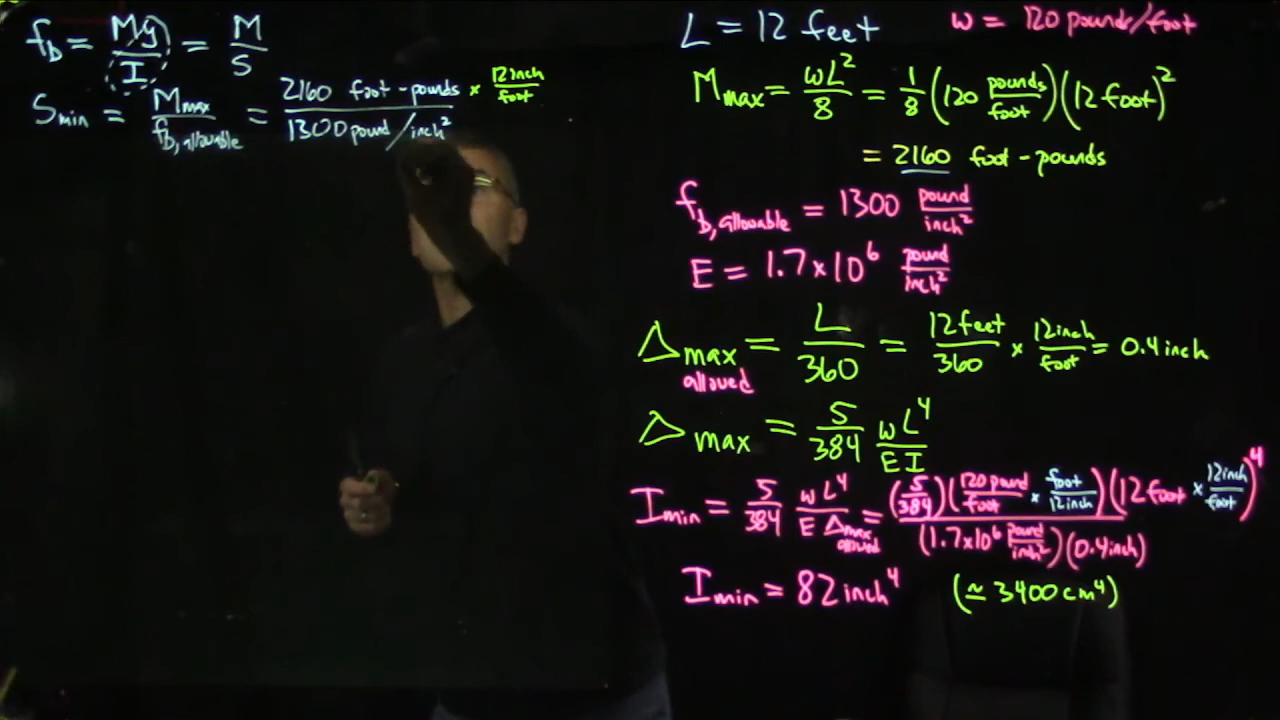 f_b = My/I = M/S
S_min = M_max/f_b,allowable = 2160 foot-pounds/1300 pound/inch² × 12 inch/foot
L = 12 feet
w = 120 pounds/foot
M_max = wL²/8 = 1/8 (120 pounds/foot)(12 foot)²
= 2160 foot-pounds
f_b,allowable = 1300 pound/inch²
E = 1.7×10⁶ pound/inch²
Δ_max allowed = L/360 = 12 feet/360 × 12 inch/foot = 0.4 inch
Δ_max = 5/384 wL⁴/EI
I_min = 5/384 wL⁴/E Δ_max allowed = (5/384)(120 pound/foot × foot/12 inch)(12 foot × 12 inch/foot)⁴/(1.7×10⁶ pound/inch²)(0.4 inch)
I_min = 82 inch⁴ (≃ 3400 cm⁴)